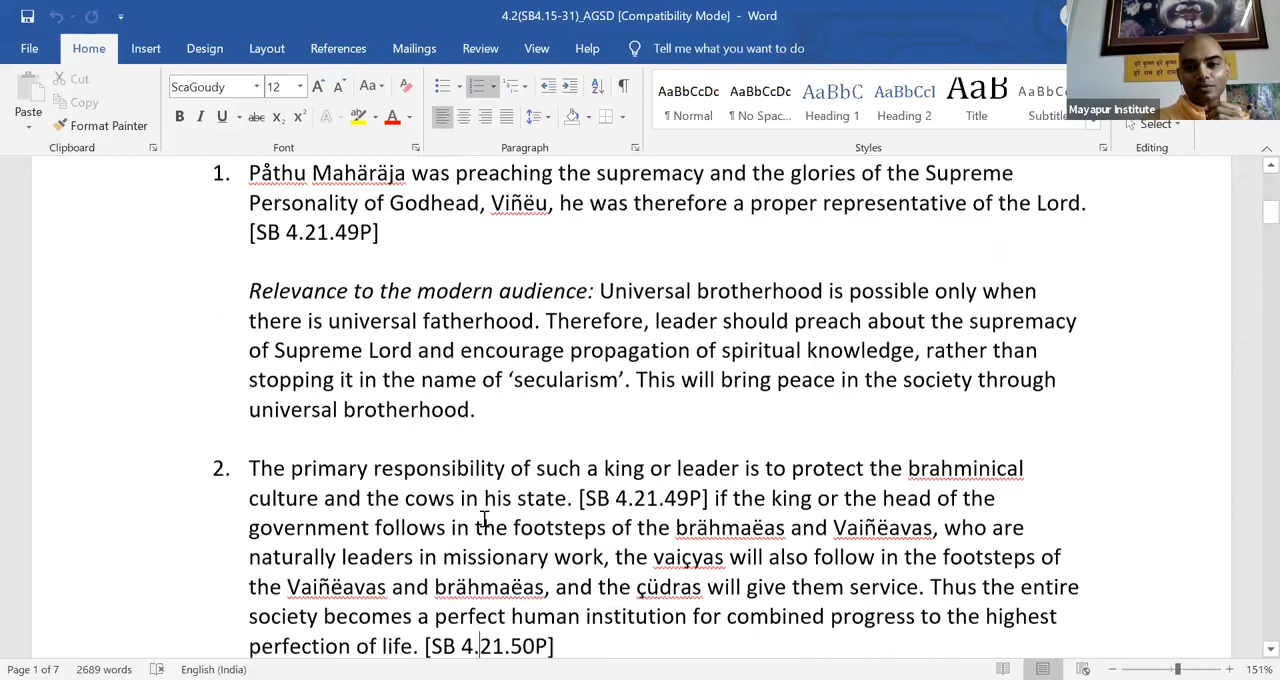 4.2(SB4.15-31)_AGSD [Compatibility Mode] - Word
File Home Insert Design Layout References Mailings Review View Help Tell me what you want to do
Paste
Cut
Copy
Format Painter
ScaGoudy 12
AaBbCcDc AaBbCcDc AaBbC AaBbCcI AaB AaBbC
¶ Normal ¶ No Spac... Heading 1 Heading 2 Title Subtitle
Select
Clipboard Font Paragraph Styles Editing
हरे कृष्ण हरे कृष्ण
हरे राम हरे राम
Mayapur Institute
1. Påthu Mahäräja was preaching the supremacy and the glories of the Supreme
Personality of Godhead, Viñëu, he was therefore a proper representative of the Lord.
[SB 4.21.49P]
Relevance to the modern audience: Universal brotherhood is possible only when
there is universal fatherhood. Therefore, leader should preach about the supremacy
of Supreme Lord and encourage propagation of spiritual knowledge, rather than
stopping it in the name of ‘secularism’. This will bring peace in the society through
universal brotherhood.
2. The primary responsibility of such a king or leader is to protect the brahminical
culture and the cows in his state. [SB 4.21.49P] if the king or the head of the
government follows in the footsteps of the brähmaëas and Vaiñëavas, who are
naturally leaders in missionary work, the vaiçyas will also follow in the footsteps of
the Vaiñëavas and brähmaëas, and the çüdras will give them service. Thus the entire
society becomes a perfect human institution for combined progress to the highest
perfection of life. [SB 4.21.50P]
Page 1 of 7 2689 words English (India) 151%